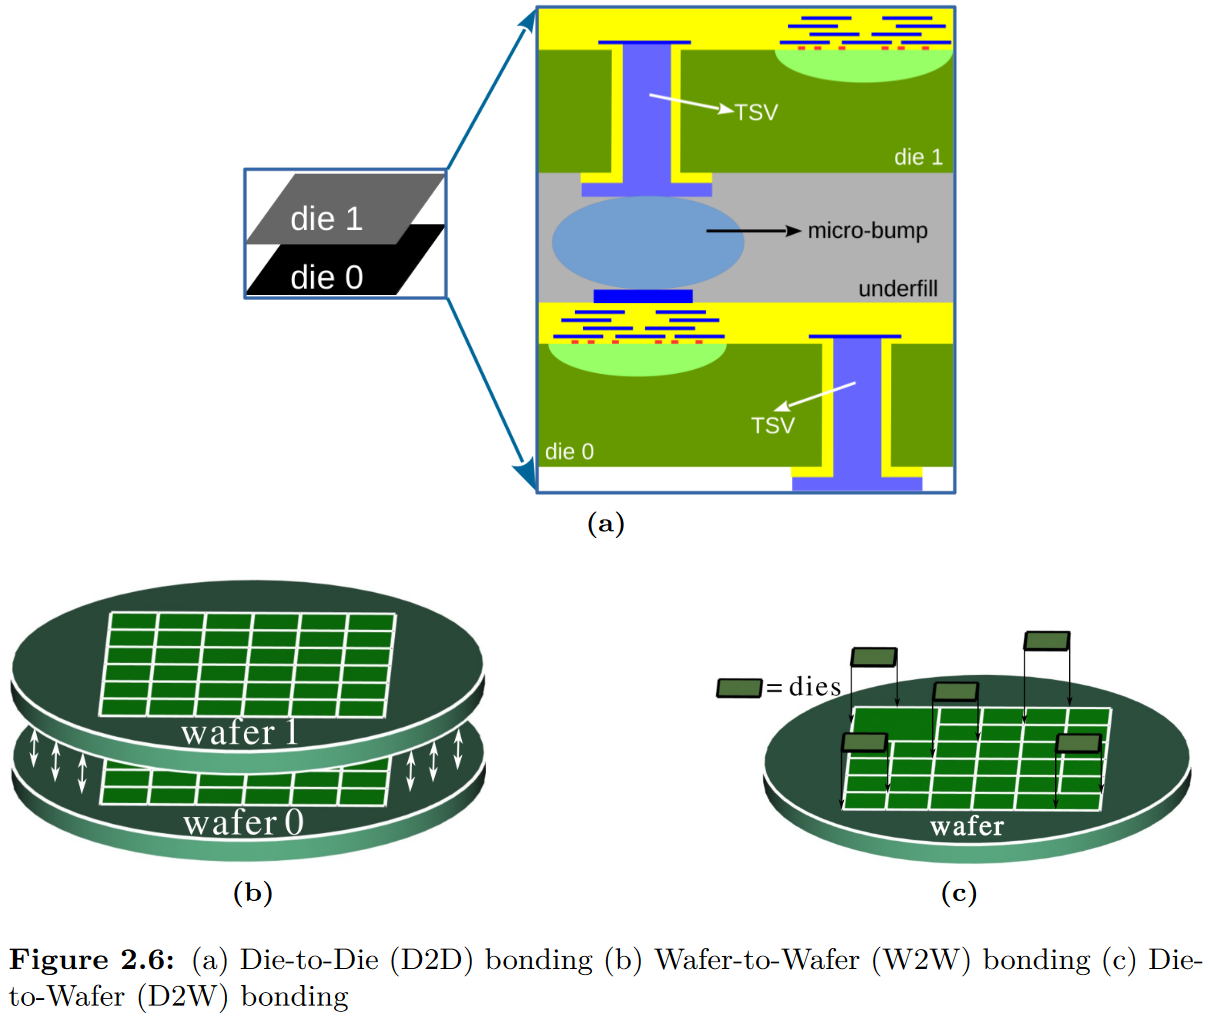 TSV
die 1
die 1
die 0
micro-bump
underfill
TSV
die 0
(a)
wafer 1
wafer 0
(b)
= dies
wafer
(c)
Figure 2.6: (a) Die-to-Die (D2D) bonding (b) Wafer-to-Wafer (W2W) bonding (c) Die-
to-Wafer (D2W) bonding